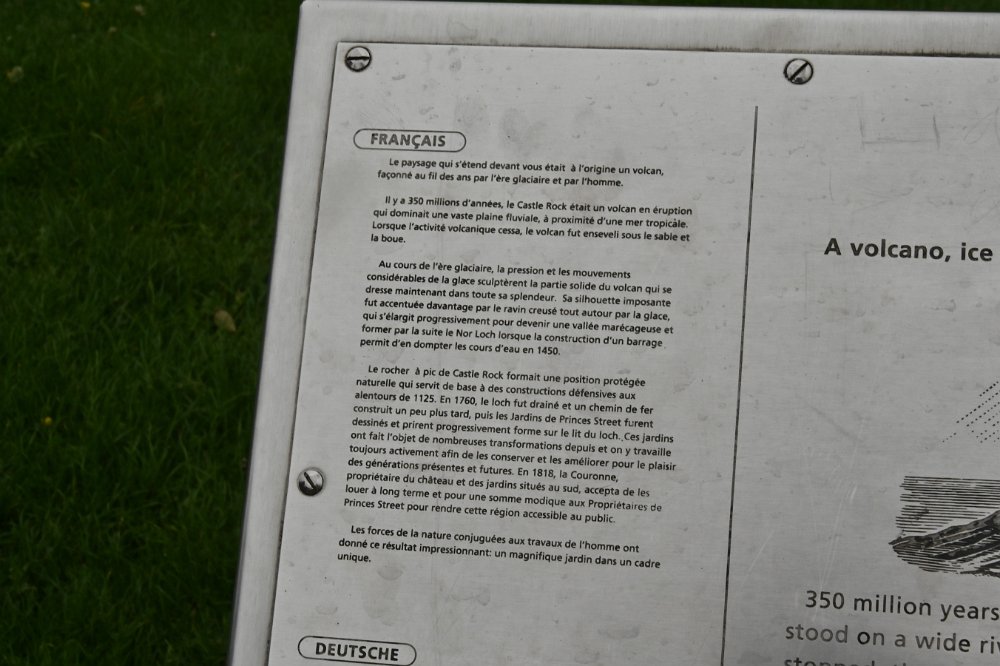 FRANÇAIS
Le paysage qui s'étend devant vous était à l'origine un volcan,
façonné au fil des ans par l'ère glaciaire et par l'homme.
Il y a 350 millions d'années, le Castle Rock était un volcan en éruption
qui dominait une vaste plaine fluviale, à proximité d'une mer tropicale.
Lorsque l'activité volcanique cessa, le volcan fut enseveli sous le sable et
la boue.
Au cours de l'ère glaciaire, la pression et les mouvements
considérables de la glace sculptèrent la partie solide du volcan qui se
dresse maintenant dans toute sa splendeur. Sa silhouette imposante
fut accentuée davantage par le ravin creusé tout autour par la glace,
qui s'élargit progressivement pour devenir une vallée marécageuse et
former par la suite le Nor Loch lorsque la construction d'un barrage
permit d'en dompter les cours d'eau en 1450.
Le rocher à pic de Castle Rock formait une position protégée
naturelle qui servit de base à des constructions défensives aux
alentours de 1125. En 1760, le loch fut drainé et un chemin de fer
construit un peu plus tard, puis les Jardins de Princes Street furent
dessinés et prirent progressivement forme sur le lit du loch. Ces jardins
ont fait l'objet de nombreuses transformations depuis et on y travaille
toujours activement afin de les conserver et les améliorer pour le plaisir
des générations présentes et futures. En 1818, la Couronne,
propriétaire du château et des jardins situés au sud, accepta de les
louer à long terme et pour une somme modique aux Propriétaires de
Princes Street pour rendre cette région accessible au public.
Les forces de la nature conjuguées aux travaux de l'homme ont
donné ce résultat impressionnant: un magnifique jardin dans un cadre
unique.
DEUTSCHE
A volcano, ice
350 million years
stood on a wide riv